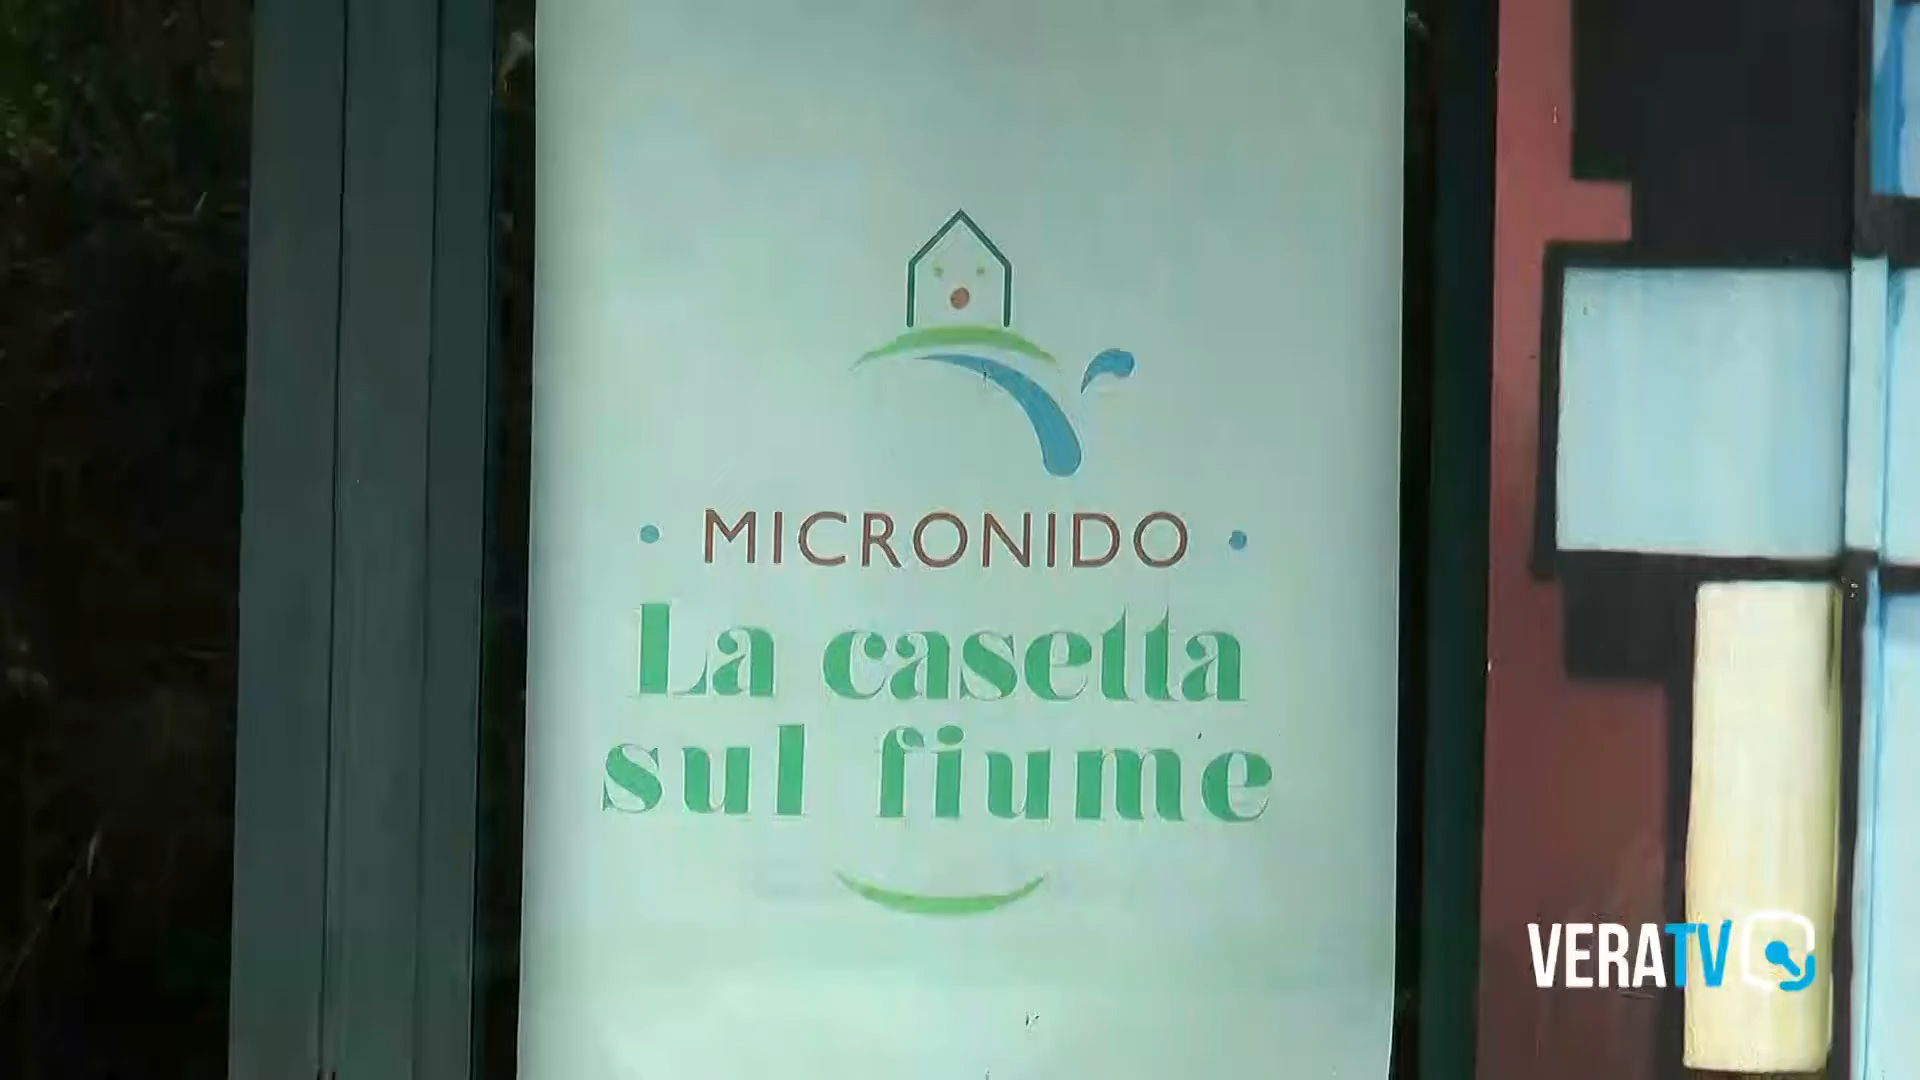 • MICRONIDO •
La casetta
sul fiume
VERATV